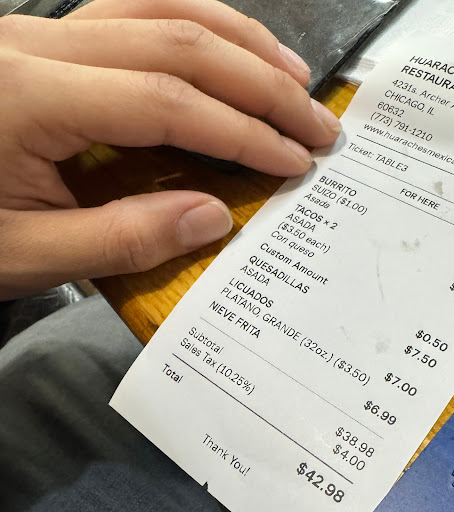 HUARAC
RESTAURA
4231s. Archer A
CHICAGO, IL
60632
(773) 791-1210
www.huarachesmexica
Ticket: TABLE3
FOR HERE
BURRITO
SUIZO ($1.00)
Asada
TACOS × 2
ASADA
($3.50 each)
Con queso
Custom Amount $0.50
QUESADILLAS $7.50
ASADA
LICUADOS $7.00
PLATANO, GRANDE (32oz.) ($3.50)
NIEVE FRITA $6.99
Subtotal $38.98
Sales Tax (10.25%) $4.00
Total $42.98
Thank You!